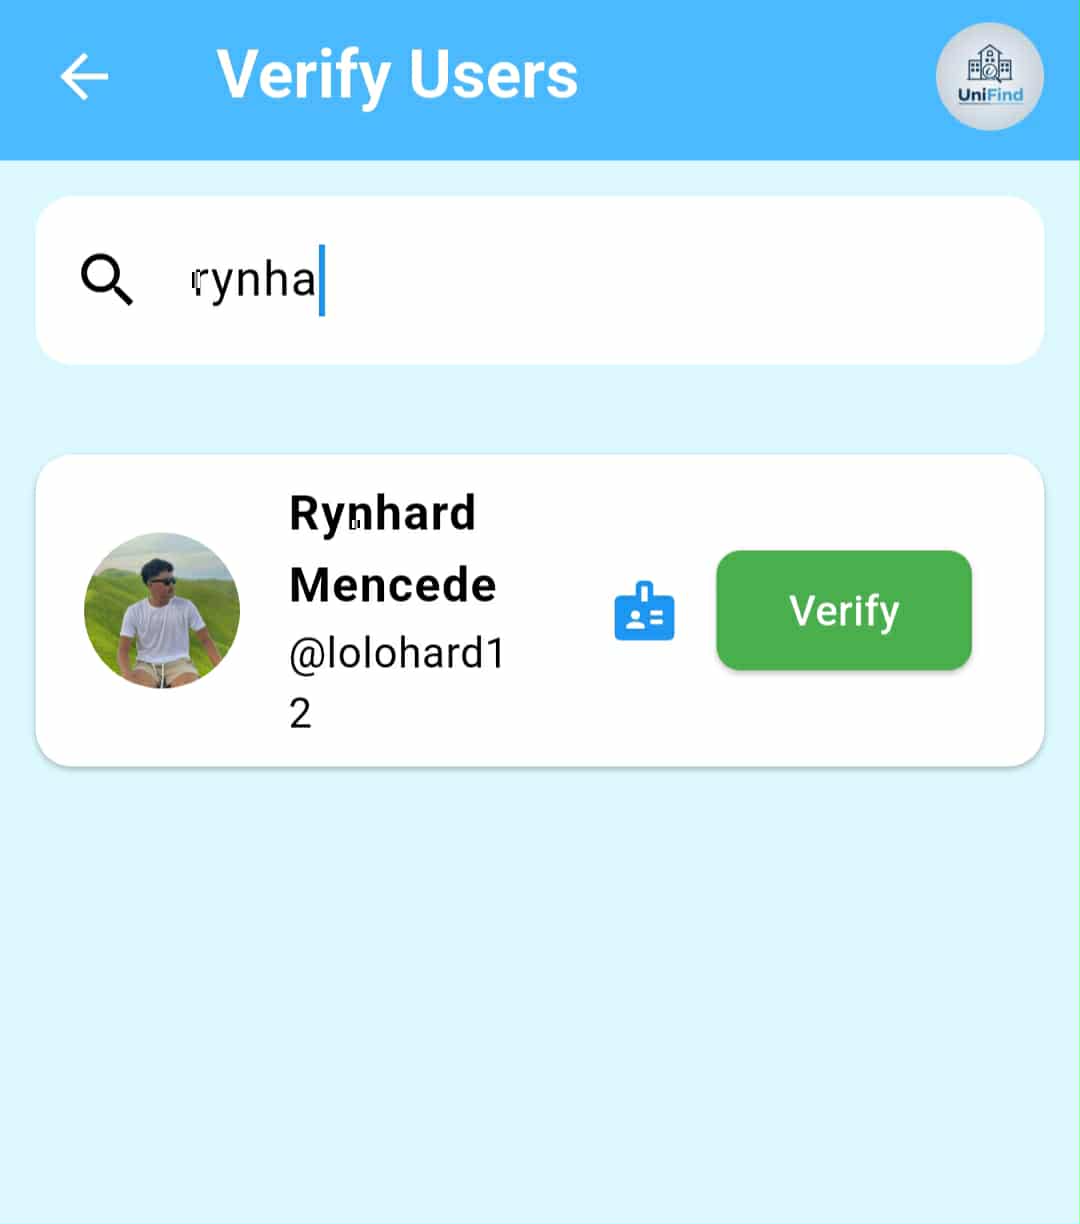 Verify Users
UniFind
rynha
Rynhard
Mencede
@lolohard1
2
Verify